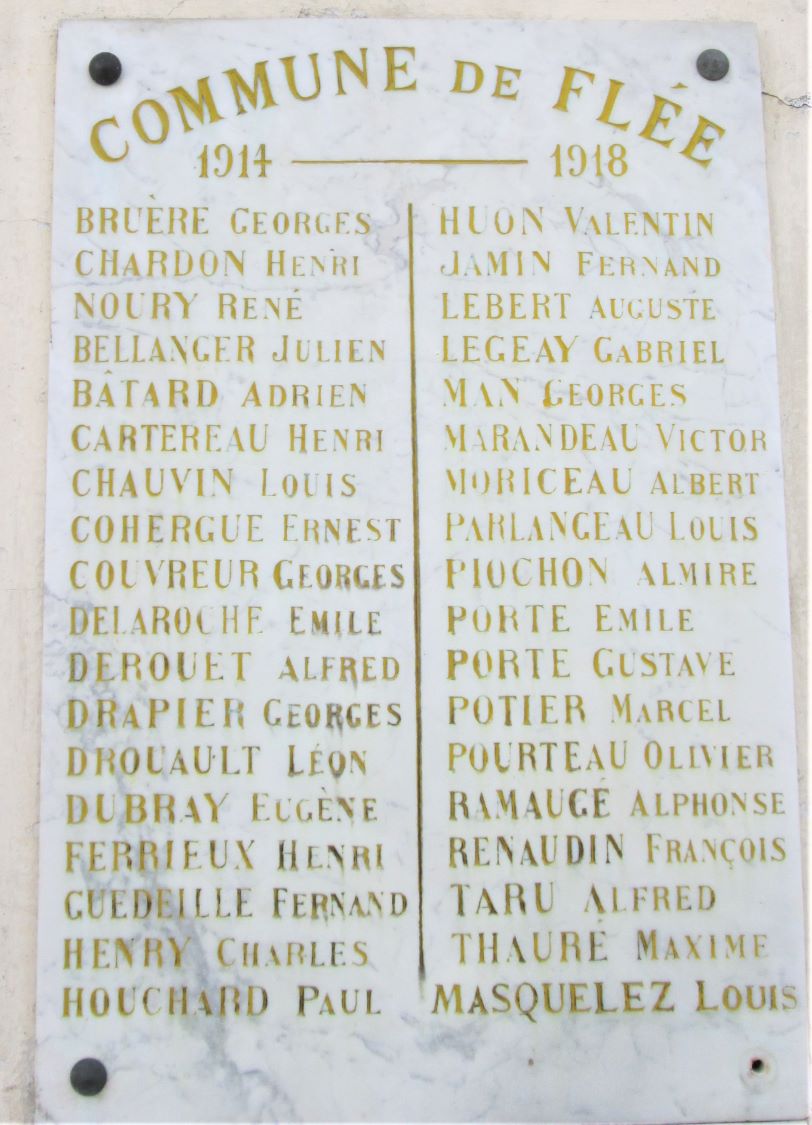 COMMUNE DE FLÉE
1914 — 1918
BRUÈRE GEORGES
CHARDON HENRI
NOURY RENÉ
BELLANGER JULIEN
BÂTARD ADRIEN
CARTEREAU HENRI
CHAUVIN LOUIS
COHERGUE ERNEST
COUVREUR GEORGES
DELAROCHE EMILE
DEROUET ALFRED
DRAPIER GEORGES
DROUAULT LÉON
DUBRAY EUGÈNE
FERRIEUX HENRI
GUEDEILLE FERNAND
HENRY CHARLES
HOUCHARD PAUL
HUON VALENTIN
JAMIN FERNAND
LEBERT AUGUSTE
LEGEAY GABRIEL
MAN GEORGES
MARANDEAU VICTOR
MORICEAU ALBERT
PARLANGEAU LOUIS
PIOCHON ALMIRE
PORTE EMILE
PORTE GUSTAVE
POTIER MARCEL
POURTEAU OLIVIER
RAMAUGÉ ALPHONSE
RENAUDIN FRANÇOIS
TARU ALFRED
THAURÉ MAXIME
MASQUELEZ LOUIS